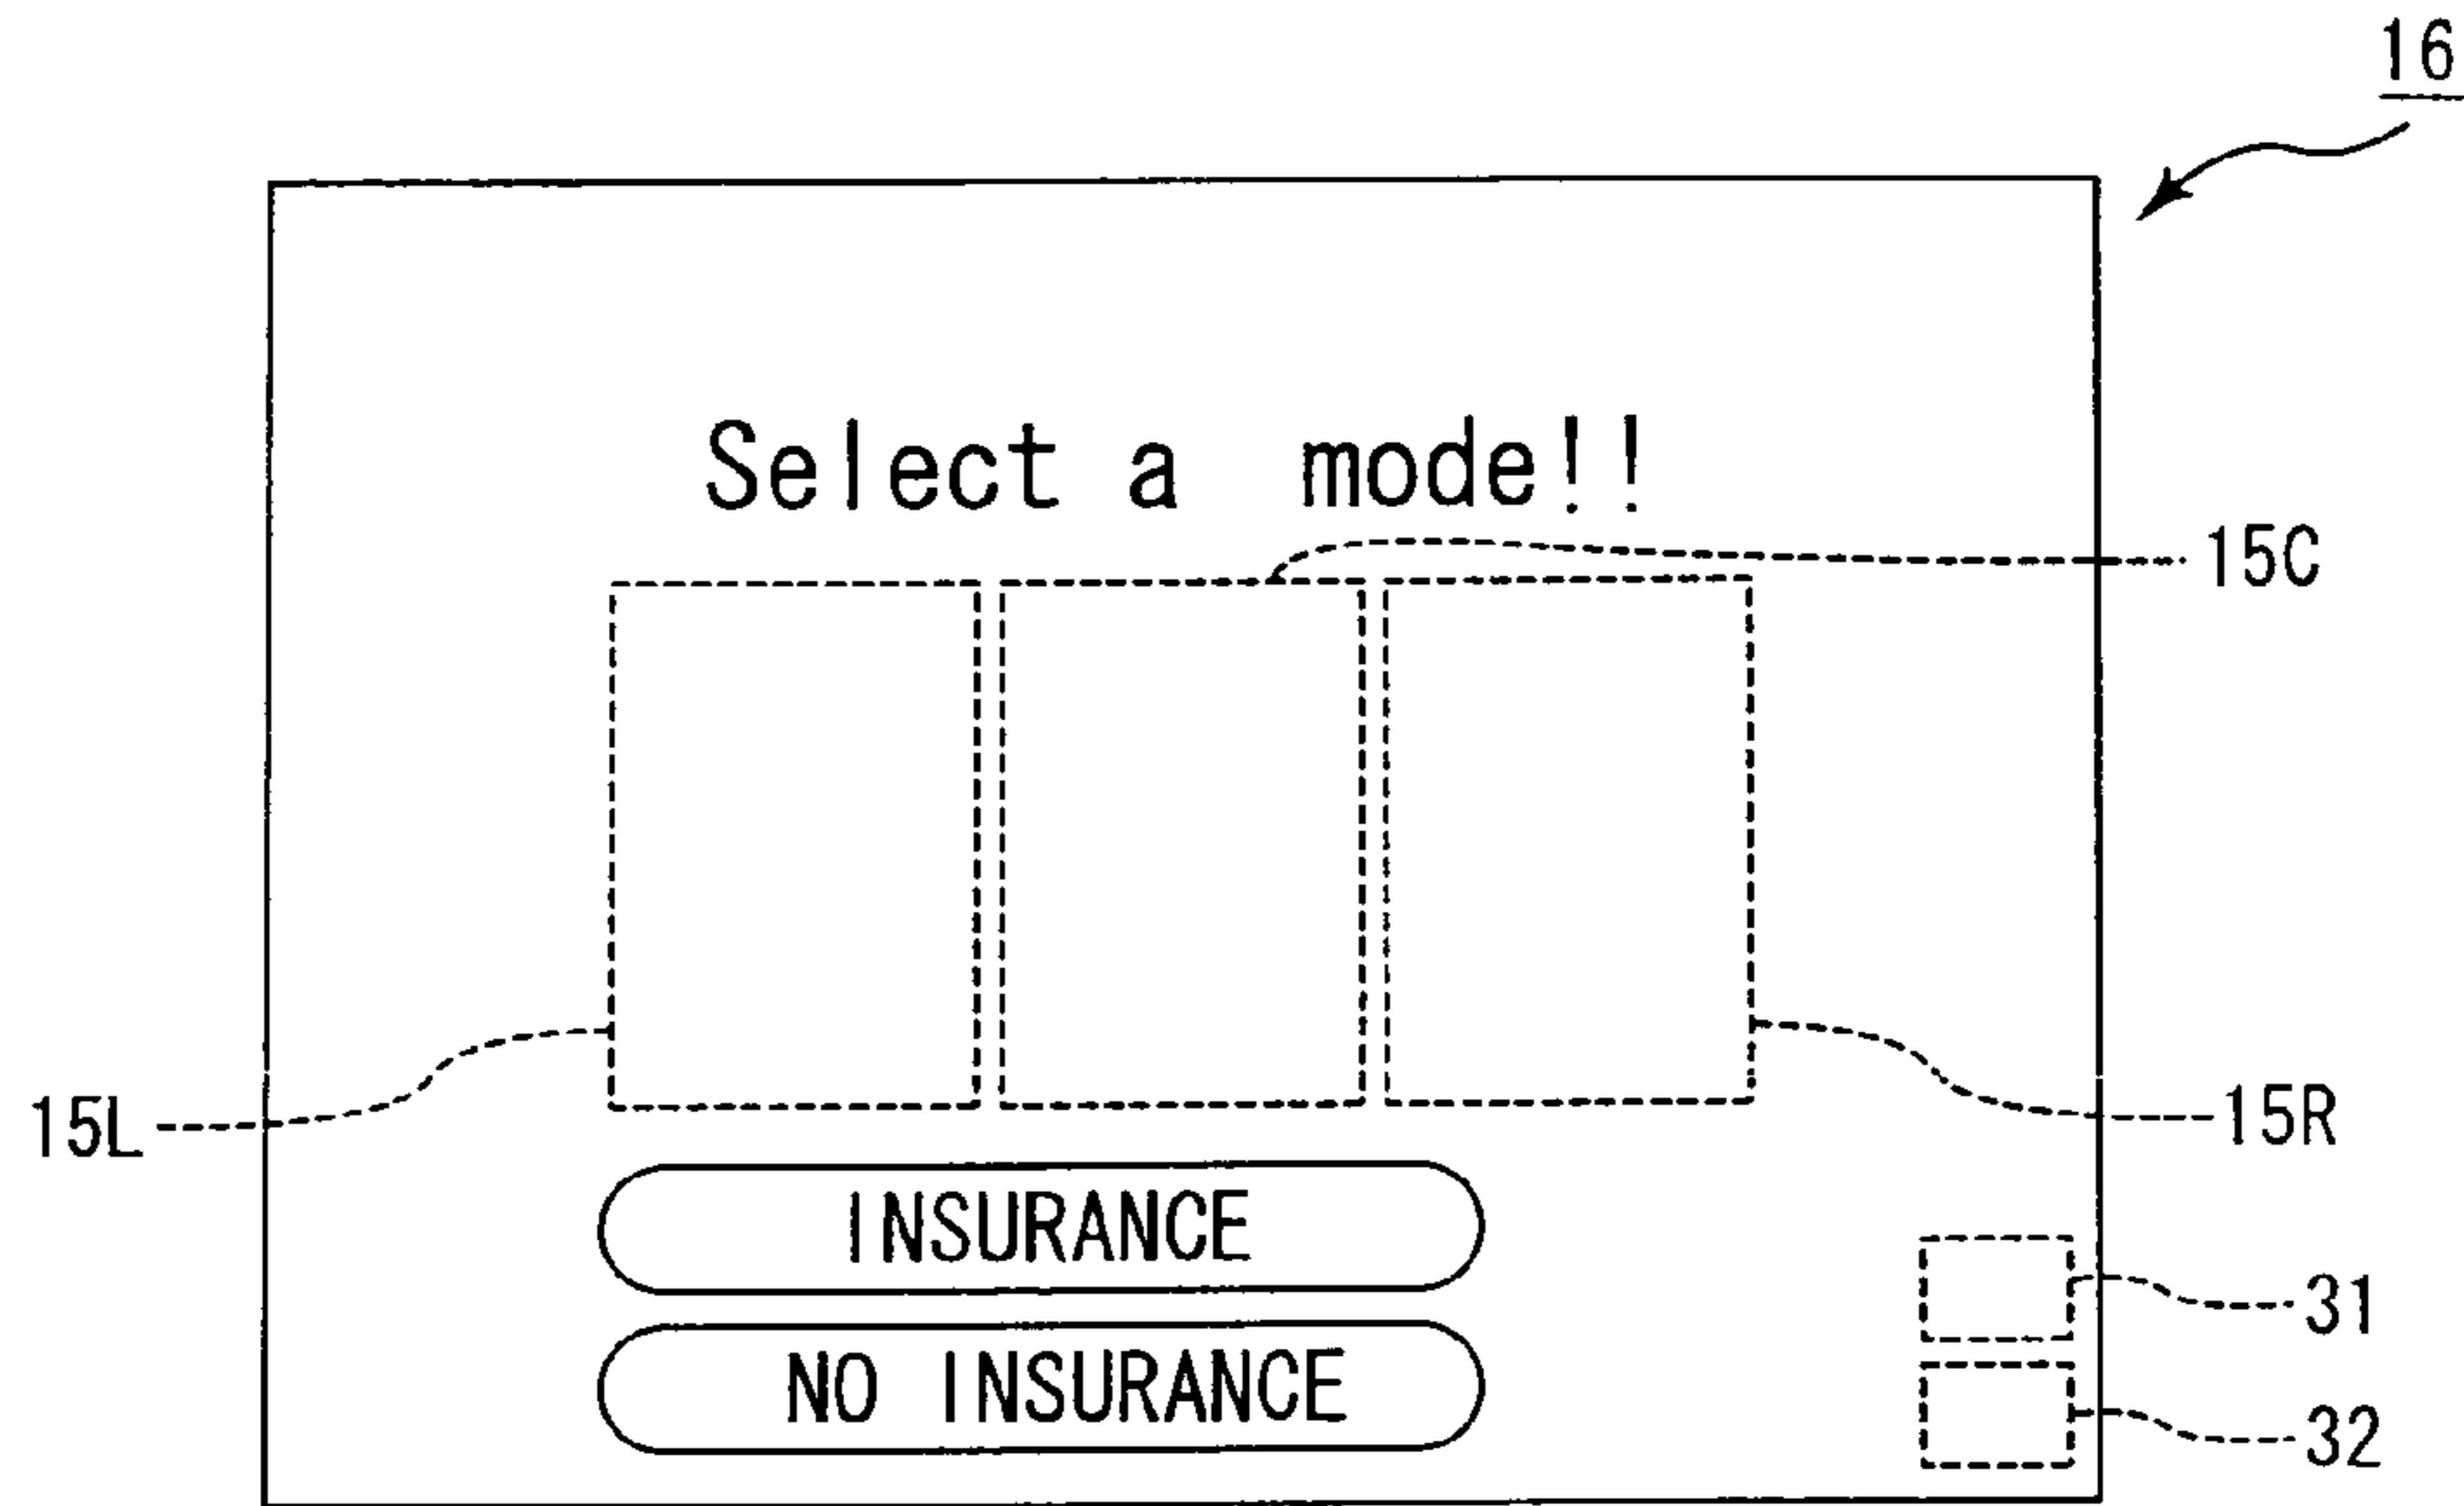 16
Select a mode!!
15C
15L
15R
INSURANCE
31
NO INSURANCE
32